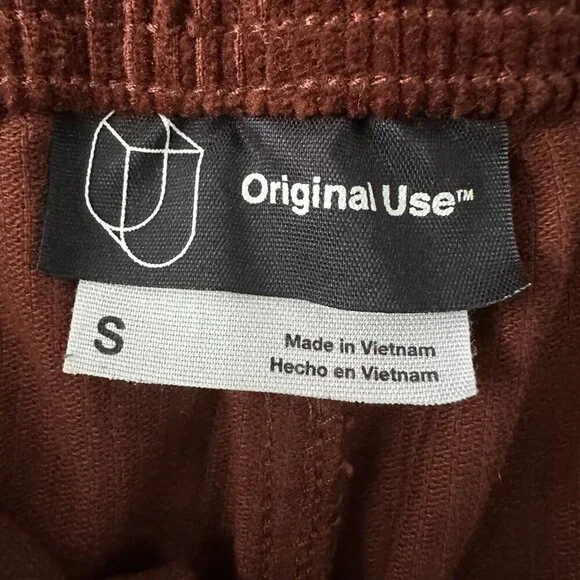 Original Use™
S
Made in Vietnam
Hecho en Vietnam